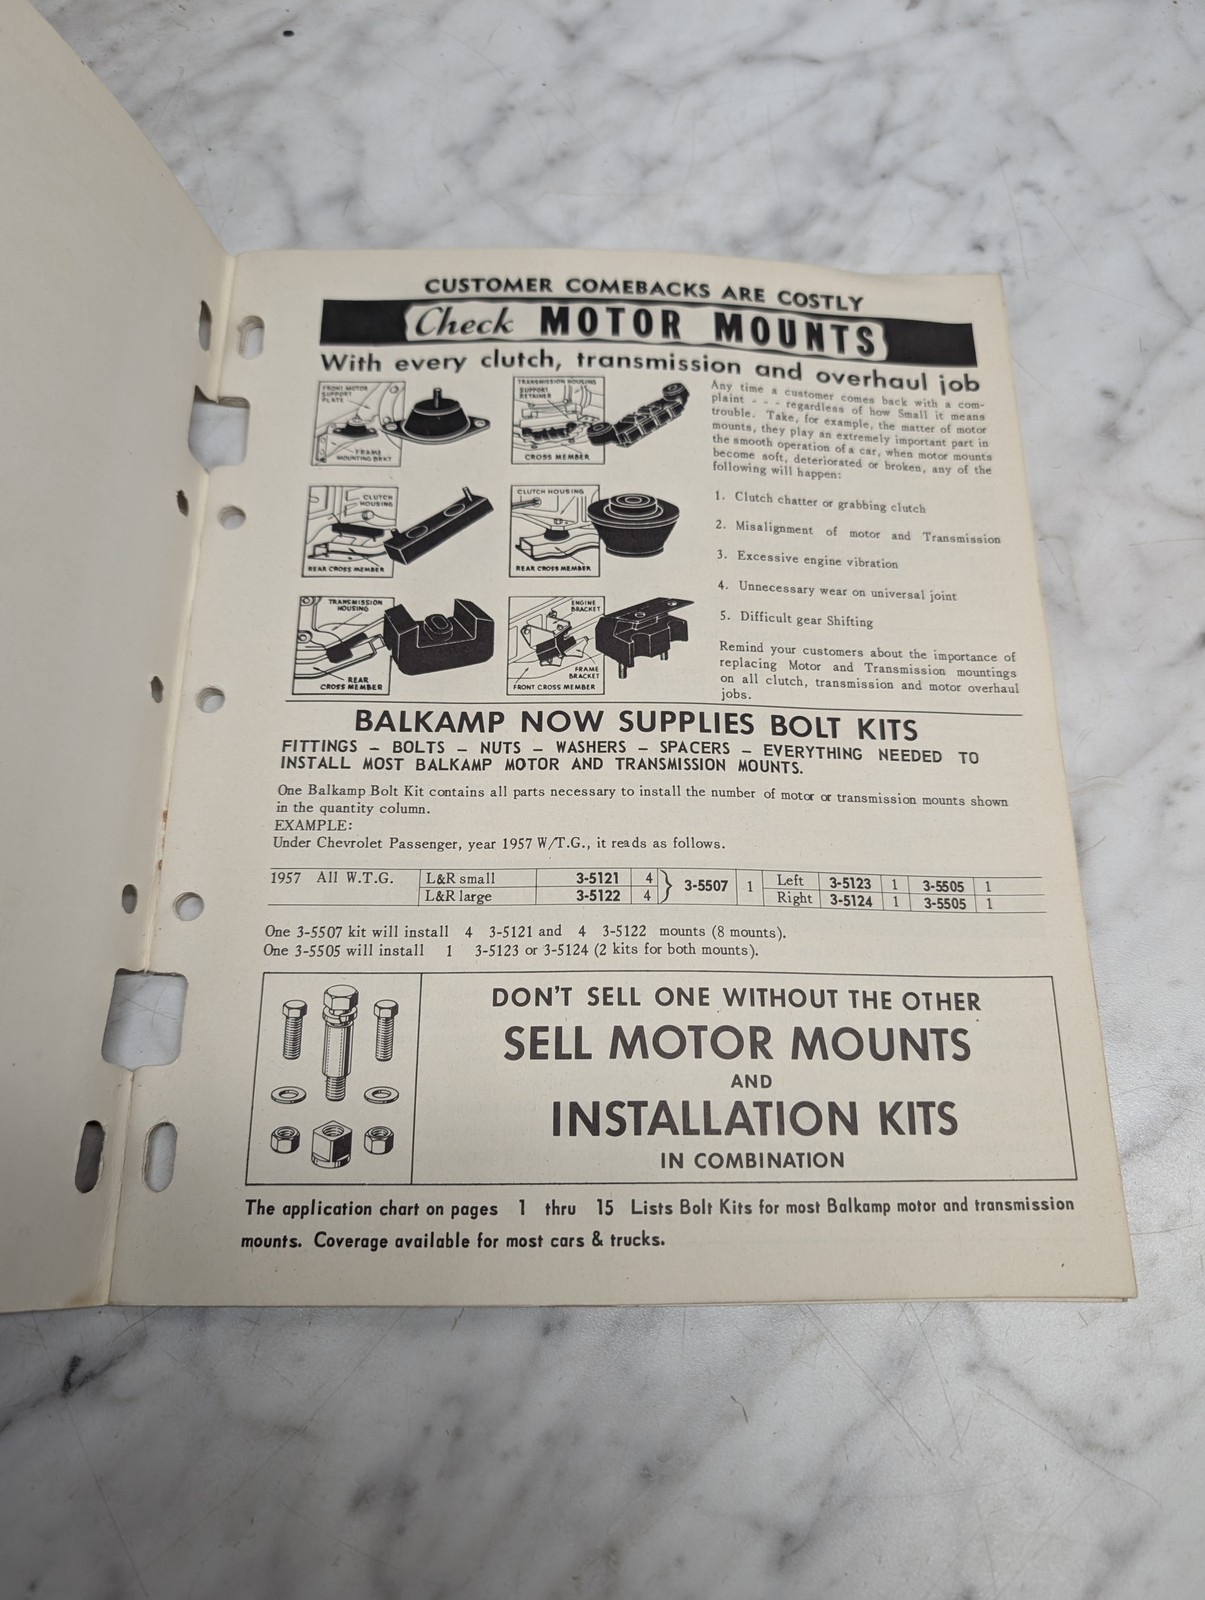 CUSTOMER COMEBACKS ARE COSTLY
Check MOTOR MOUNTS
With every clutch, transmission and overhaul job
FRONT MOTOR
SUPPORT
PLATE
FRAME
MOUNTING BRKT
TRANSMISSION HOUSING
SUPPORT
RETAINER
CROSS MEMBER
CLUTCH
HOUSING
REAR CROSS MEMBER
CLUTCH HOUSING
REAR CROSS MEMBER
TRANSMISSION
HOUSING
REAR
CROSS MEMBER
ENGINE
BRACKET
FRAME
BRACKET
FRONT CROSS MEMBER
Any time a customer comes back with a com-
plaint - - - regardless of how Small it means
trouble. Take, for example, the matter of motor
mounts, they play an extremely important part in
the smooth operation of a car, when motor mounts
become soft, deteriorated or broken, any of the
following will happen:
1. Clutch chatter or grabbing clutch
2. Misalignment of motor and Transmission
3. Excessive engine vibration
4. Unnecessary wear on universal joint
5. Difficult gear Shifting
Remind your customers about the importance of
replacing Motor and Transmission mountings
on all clutch, transmission and motor overhaul
jobs.
BALKAMP NOW SUPPLIES BOLT KITS
FITTINGS – BOLTS – NUTS – WASHERS – SPACERS – EVERYTHING NEEDED TO
INSTALL MOST BALKAMP MOTOR AND TRANSMISSION MOUNTS.
One Balkamp Bolt Kit contains all parts necessary to install the number of motor or transmission mounts shown
in the quantity column.
EXAMPLE:
Under Chevrolet Passenger, year 1957 W/T.G., it reads as follows.
1957 All W.T.G. L&R small 3-5121 4 } 3-5507 1 Left 3-5123 1 3-5505 1
L&R large 3-5122 4 Right 3-5124 1 3-5505 1
One 3-5507 kit will install 4 3-5121 and 4 3-5122 mounts (8 mounts).
One 3-5505 will install 1 3-5123 or 3-5124 (2 kits for both mounts).
DON'T SELL ONE WITHOUT THE OTHER
SELL MOTOR MOUNTS
AND
INSTALLATION KITS
IN COMBINATION
The application chart on pages 1 thru 15 Lists Bolt Kits for most Balkamp motor and transmission
mounts. Coverage available for most cars & trucks.